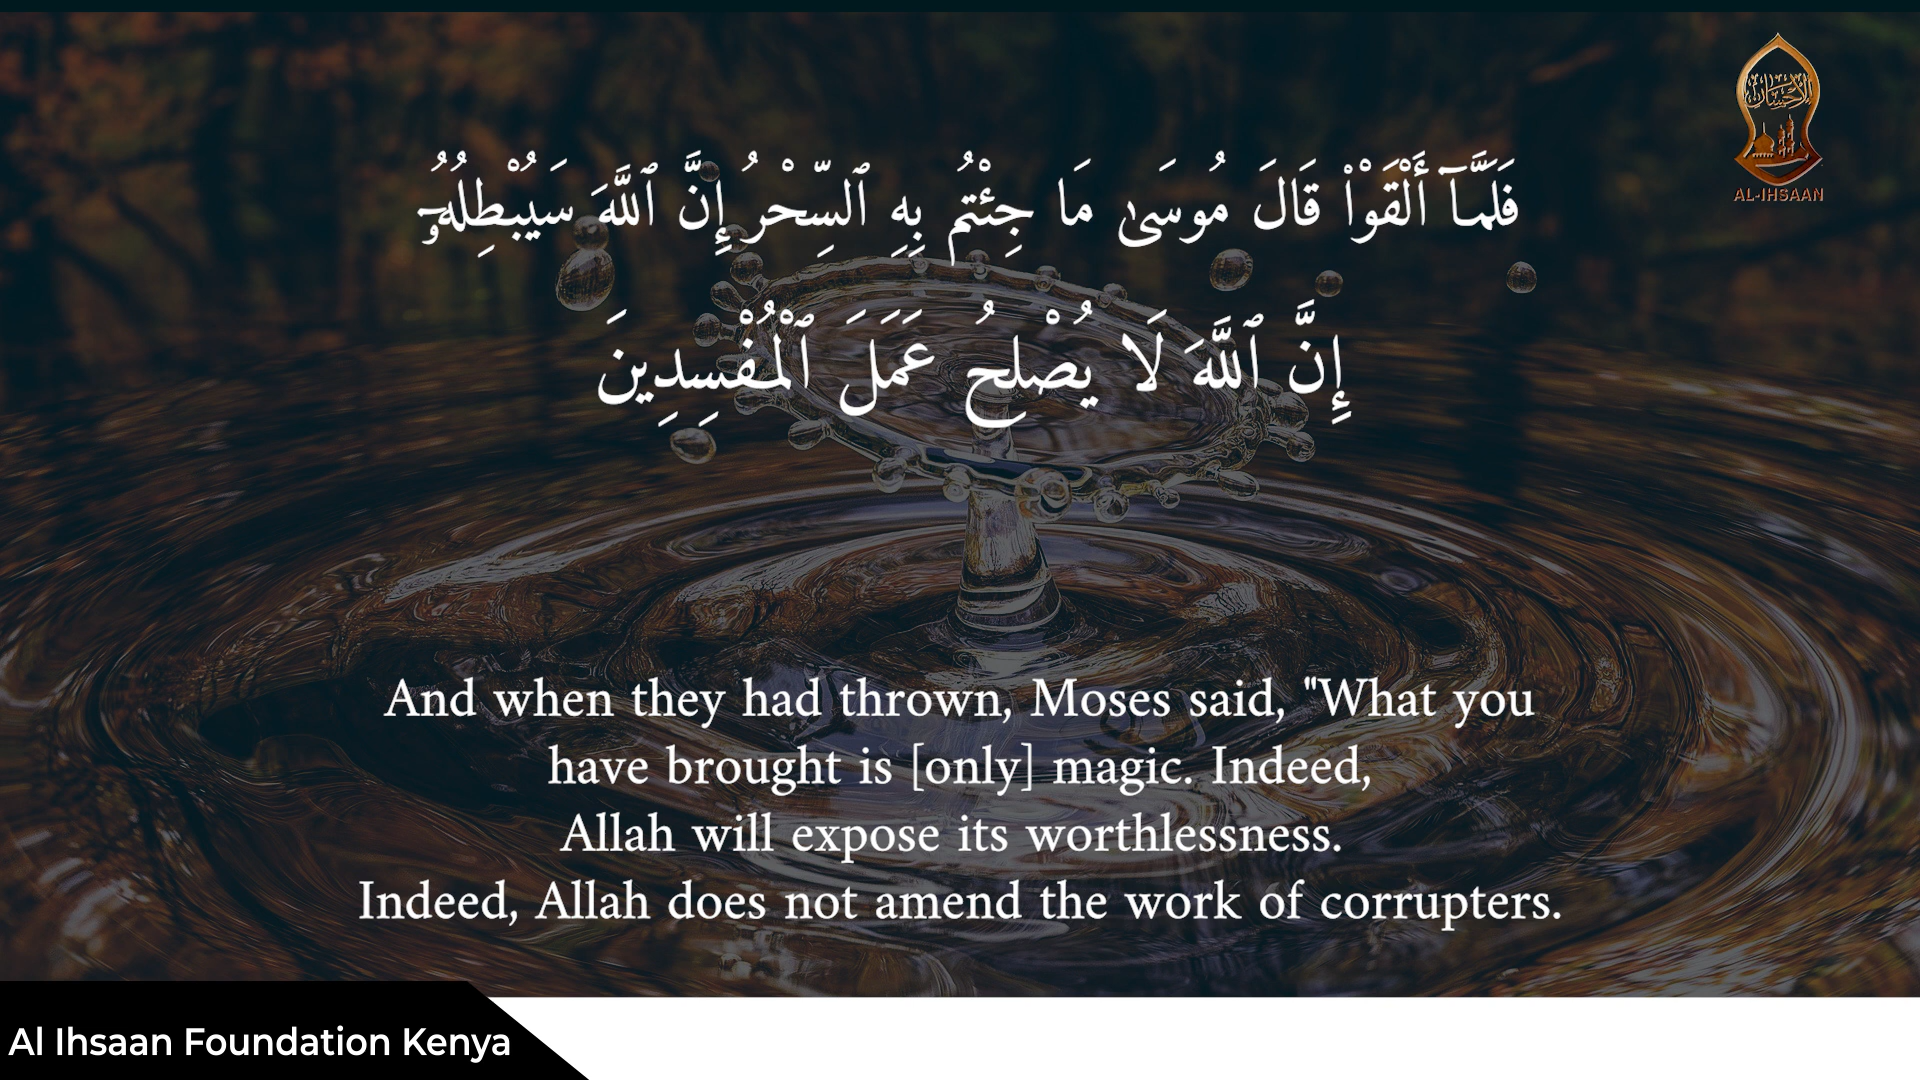 الإحسان
AL-IHSAAN
فَلَمَّآ أَلْقَوْا۟ قَالَ مُوسَىٰ مَا جِئْتُم بِهِ ٱلسِّحْرُ إِنَّ ٱللَّهَ سَيُبْطِلُهُۥٓ
إِنَّ ٱللَّهَ لَا يُصْلِحُ عَمَلَ ٱلْمُفْسِدِينَ
And when they had thrown, Moses said, "What you
have brought is [only] magic. Indeed,
Allah will expose its worthlessness.
Indeed, Allah does not amend the work of corrupters.
Al Ihsaan Foundation Kenya